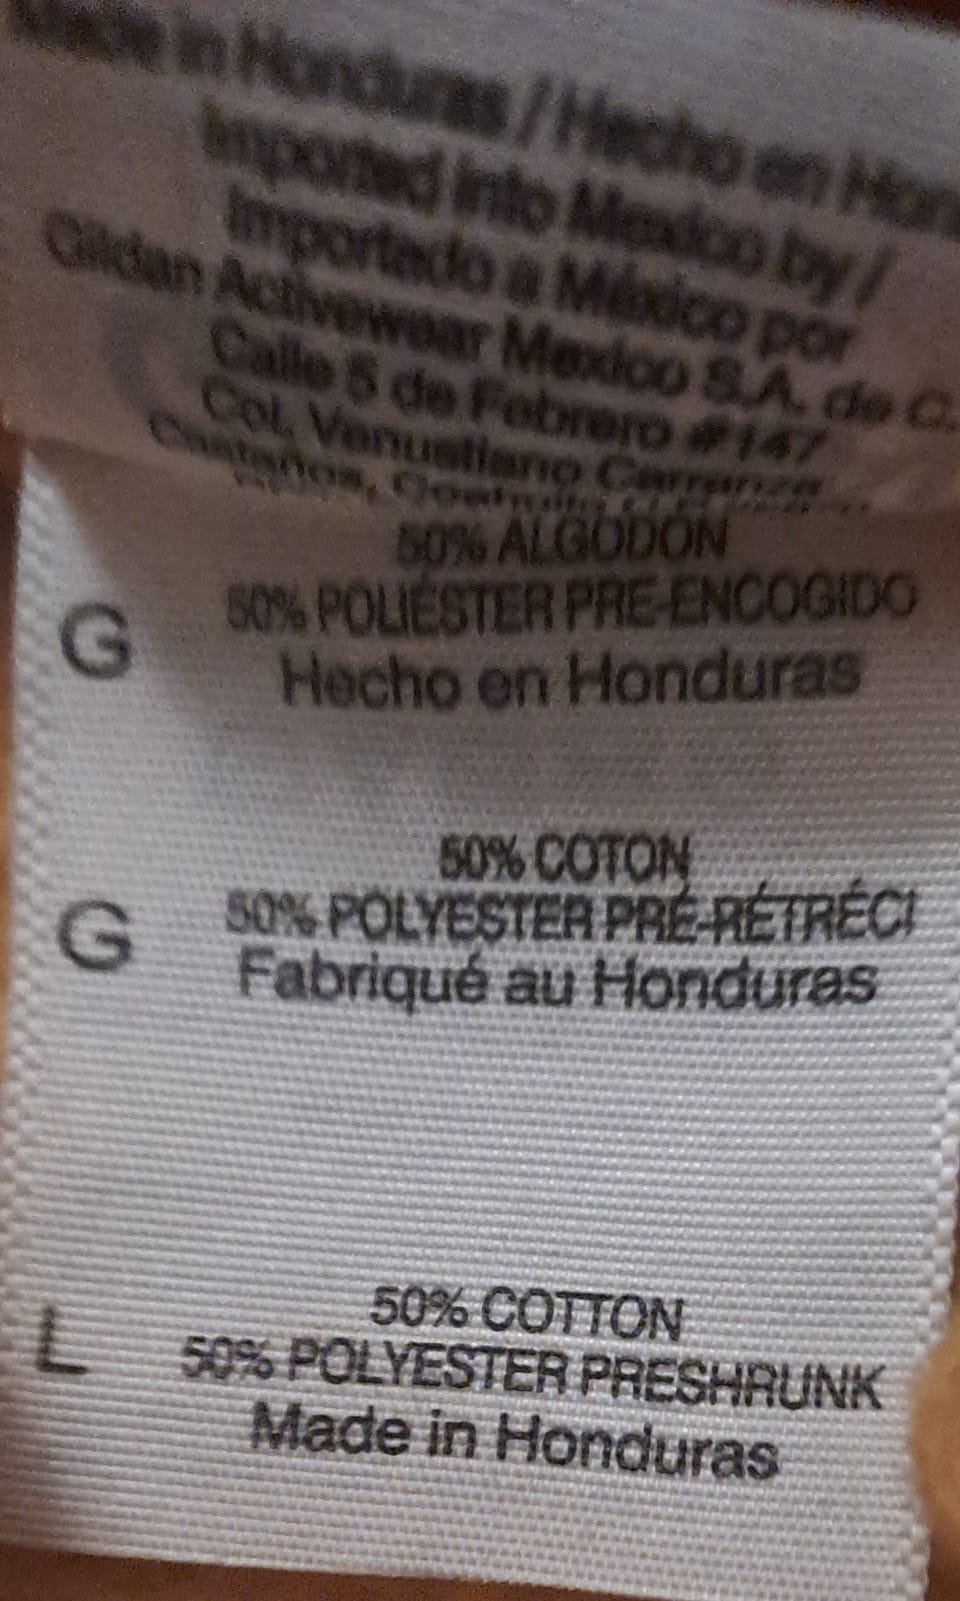 Made in Honduras / Hecho en Hon
Imported into Mexico by /
Importado a México por
Gildan Activewear Mexico S.A. de C.
Calle 5 de Febrero #147
Col. Venustiano Carranza
50% ALGODÓN
G
50% POLIÉSTER PRE-ENCOGIDO
Hecho en Honduras
50% COTON
G
50% POLYESTER PRÉ-RÉTRÉCI
Fabriqué au Honduras
50% COTTON
L
50% POLYESTER PRESHRUNK
Made in Honduras